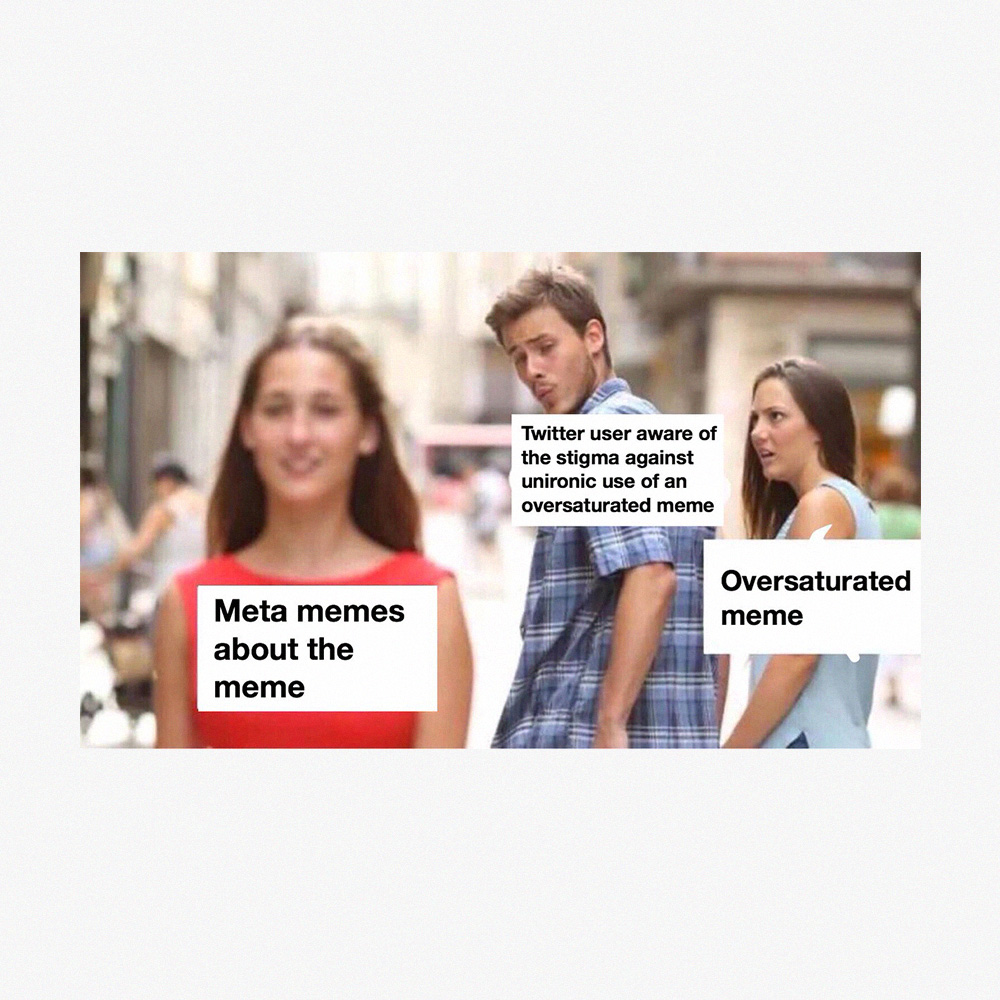 Twitter user aware of
the stigma against
unironic use of an
oversaturated meme
Oversaturated
meme
Meta memes
about the
meme